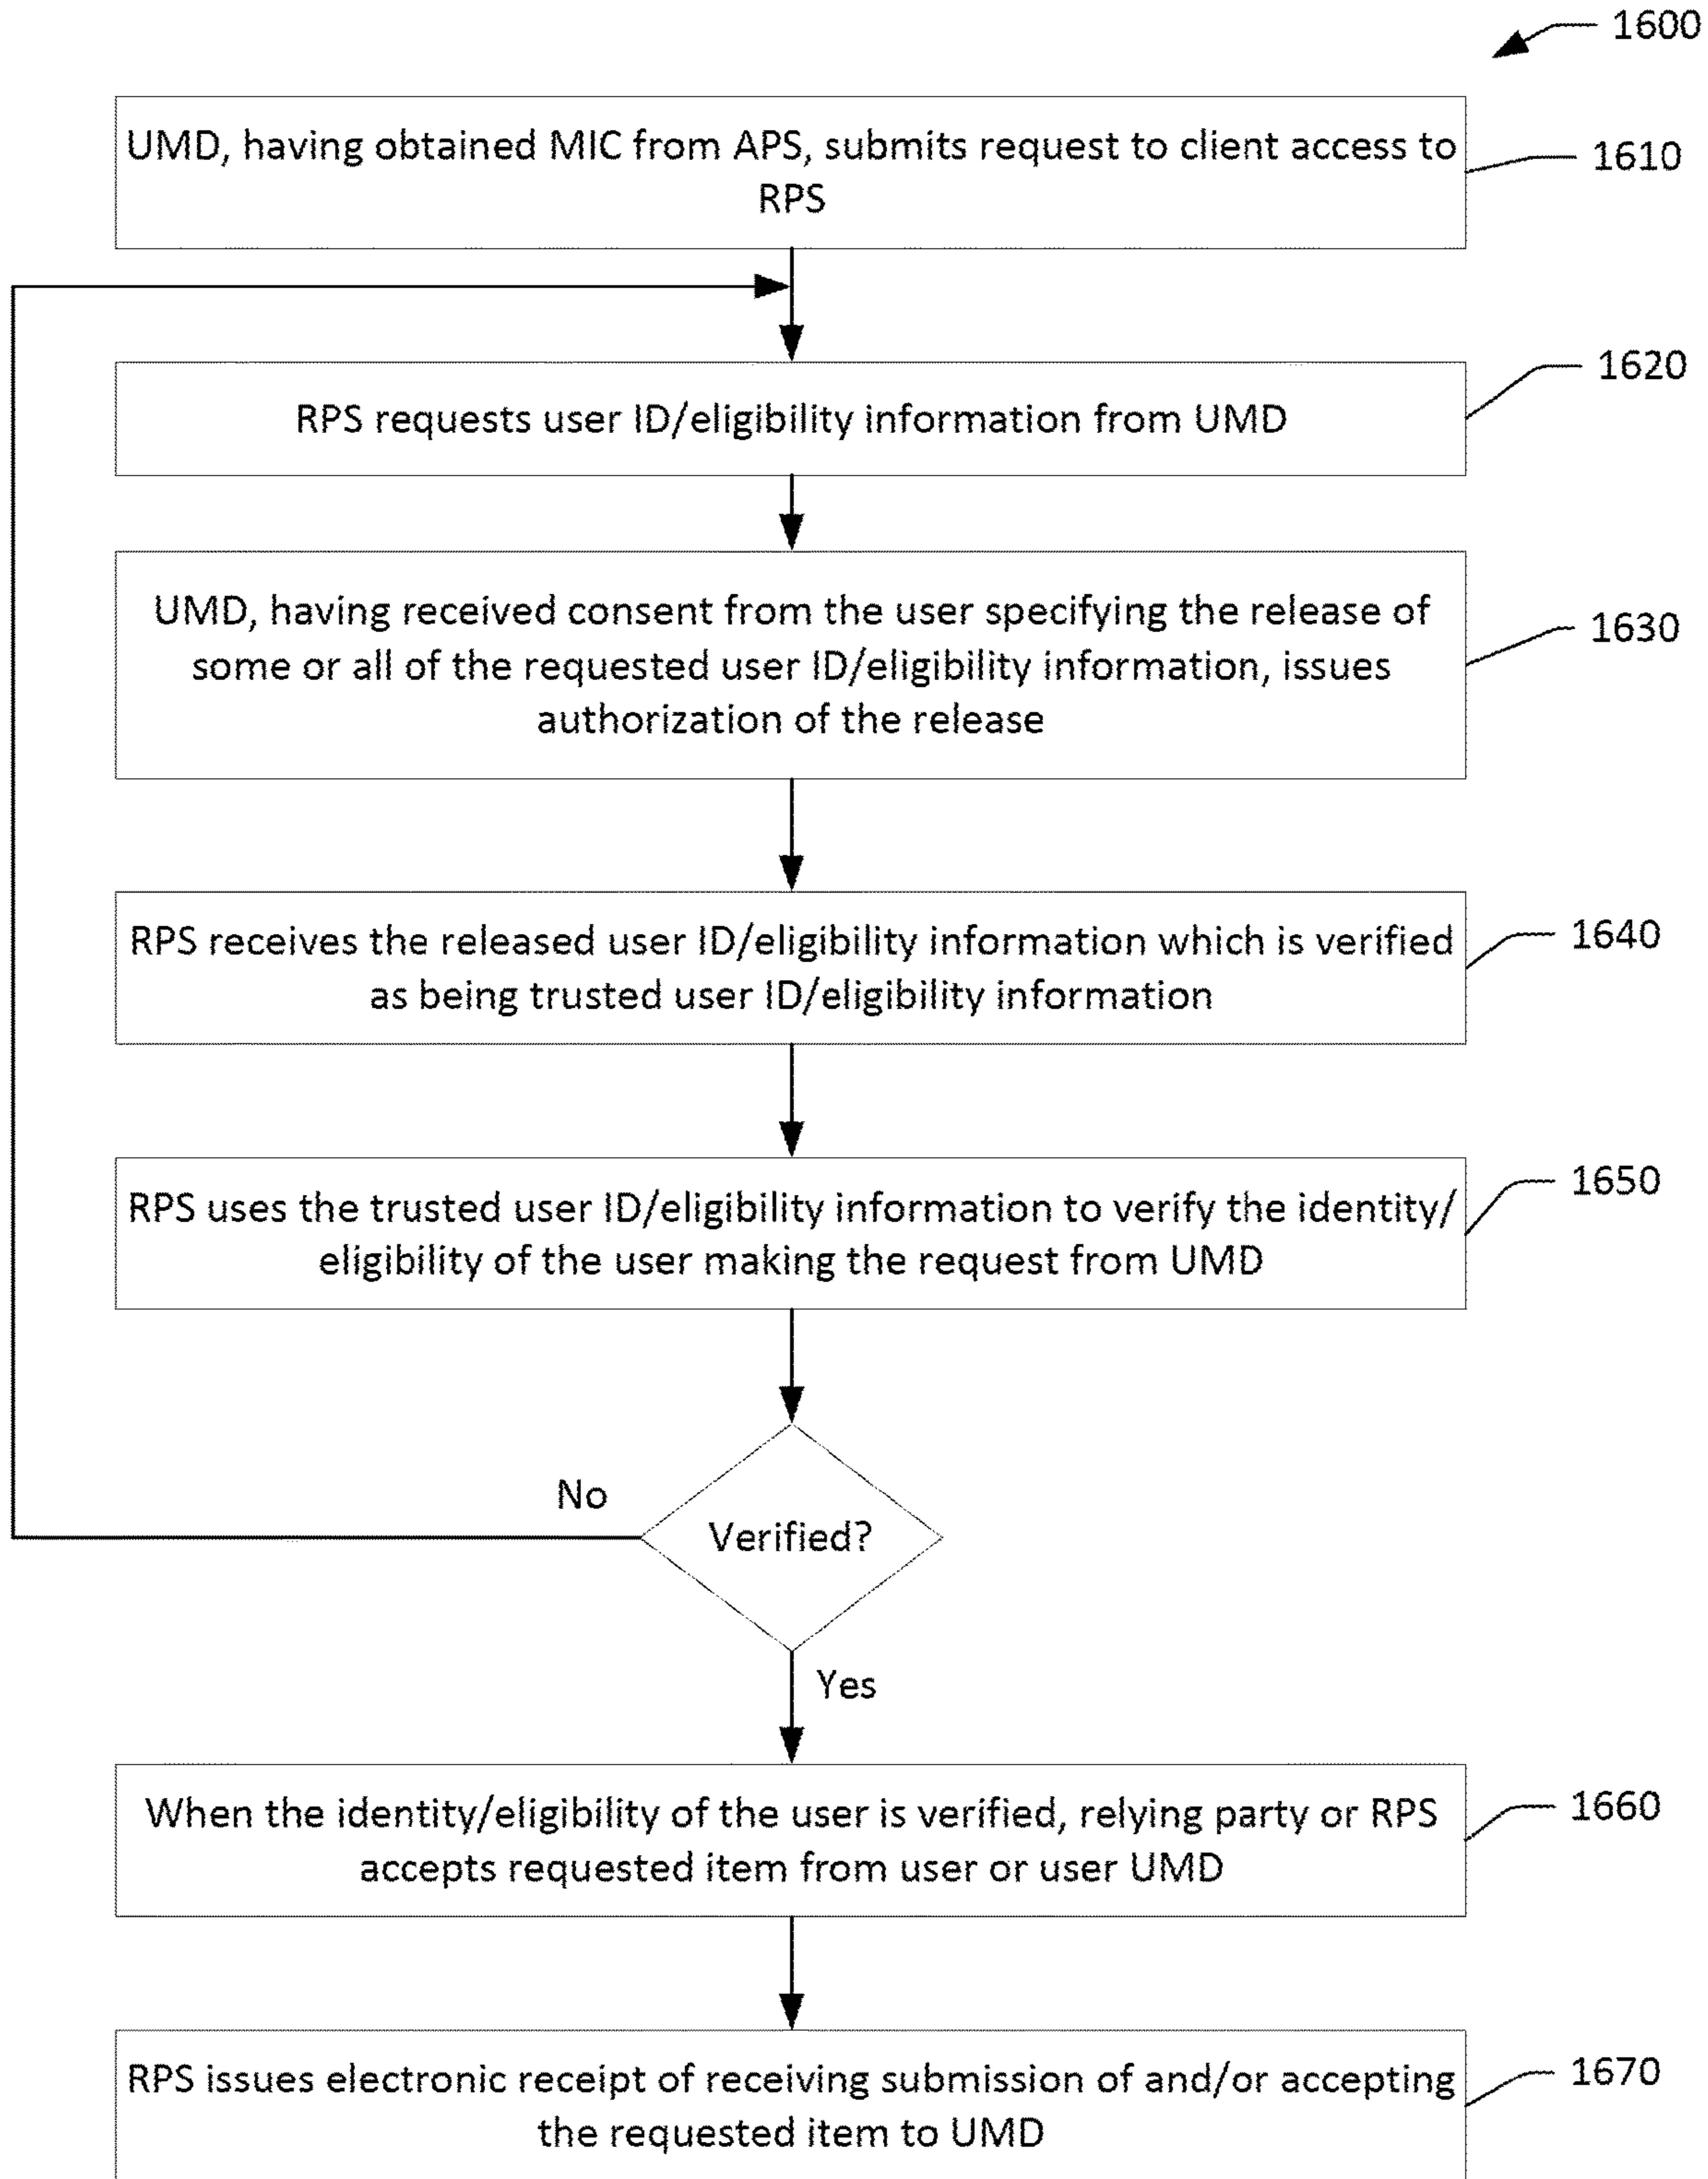 1600
UMD, having obtained MIC from APS, submits request to client access to
RPS
1610
RPS requests user ID/eligibility information from UMD
1620
UMD, having received consent from the user specifying the release of
some or all of the requested user ID/eligibility information, issues
authorization of the release
1630
RPS receives the released user ID/eligibility information which is verified
as being trusted user ID/eligibility information
1640
RPS uses the trusted user ID/eligibility information to verify the identity/
eligibility of the user making the request from UMD
1650
No
Verified?
Yes
When the identity/eligibility of the user is verified, relying party or RPS
accepts requested item from user or user UMD
1660
RPS issues electronic receipt of receiving submission of and/or accepting
the requested item to UMD
1670